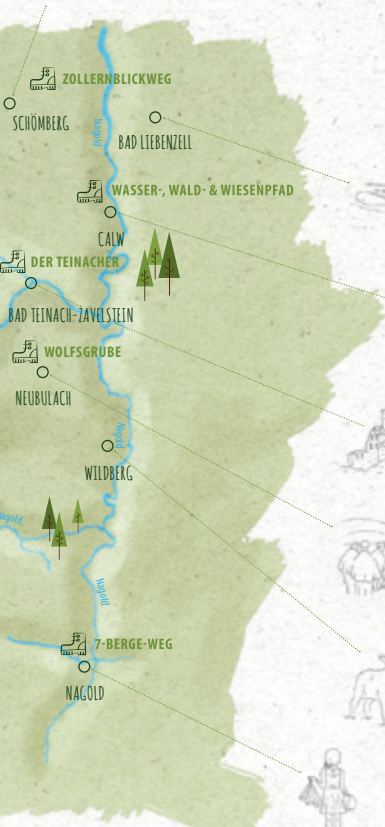 ZOLLERNBLICKWEG
SCHÖMBERG
Nagold
BAD LIEBENZELL
WASSER-, WALD- & WIESENPFAD
CALW
DER TEINACHER
BAD TEINACH-ZAVELSTEIN
WOLFSGRUBE
NEUBULACH
Nagold
WILDBERG
Nagold
Nagold
7-BERGE-WEG
NAGOLD